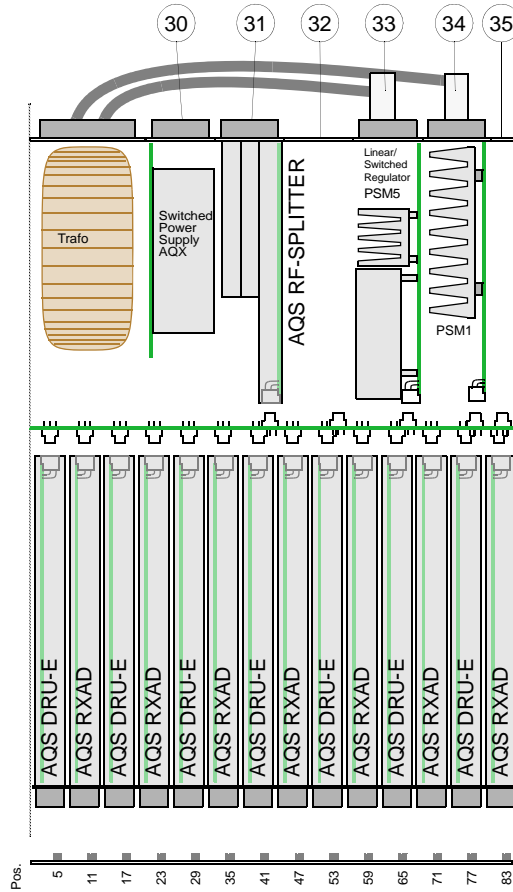 30
31
32
33
34
35
Trafo
Switched
Power
Supply
AQX
AQS RF-SPLITTER
Linear/
Switched
Regulator
PSM5
PSM1
AQS DRU-E
AQS RXAD
AQS DRU-E
AQS RXAD
AQS DRU-E
AQS RXAD
AQS DRU-E
AQS RXAD
AQS DRU-E
AQS RXAD
AQS DRU-E
AQS RXAD
AQS DRU-E
AQS RXAD
Pos.
5
11
17
23
29
35
41
47
53
59
65
71
77
83